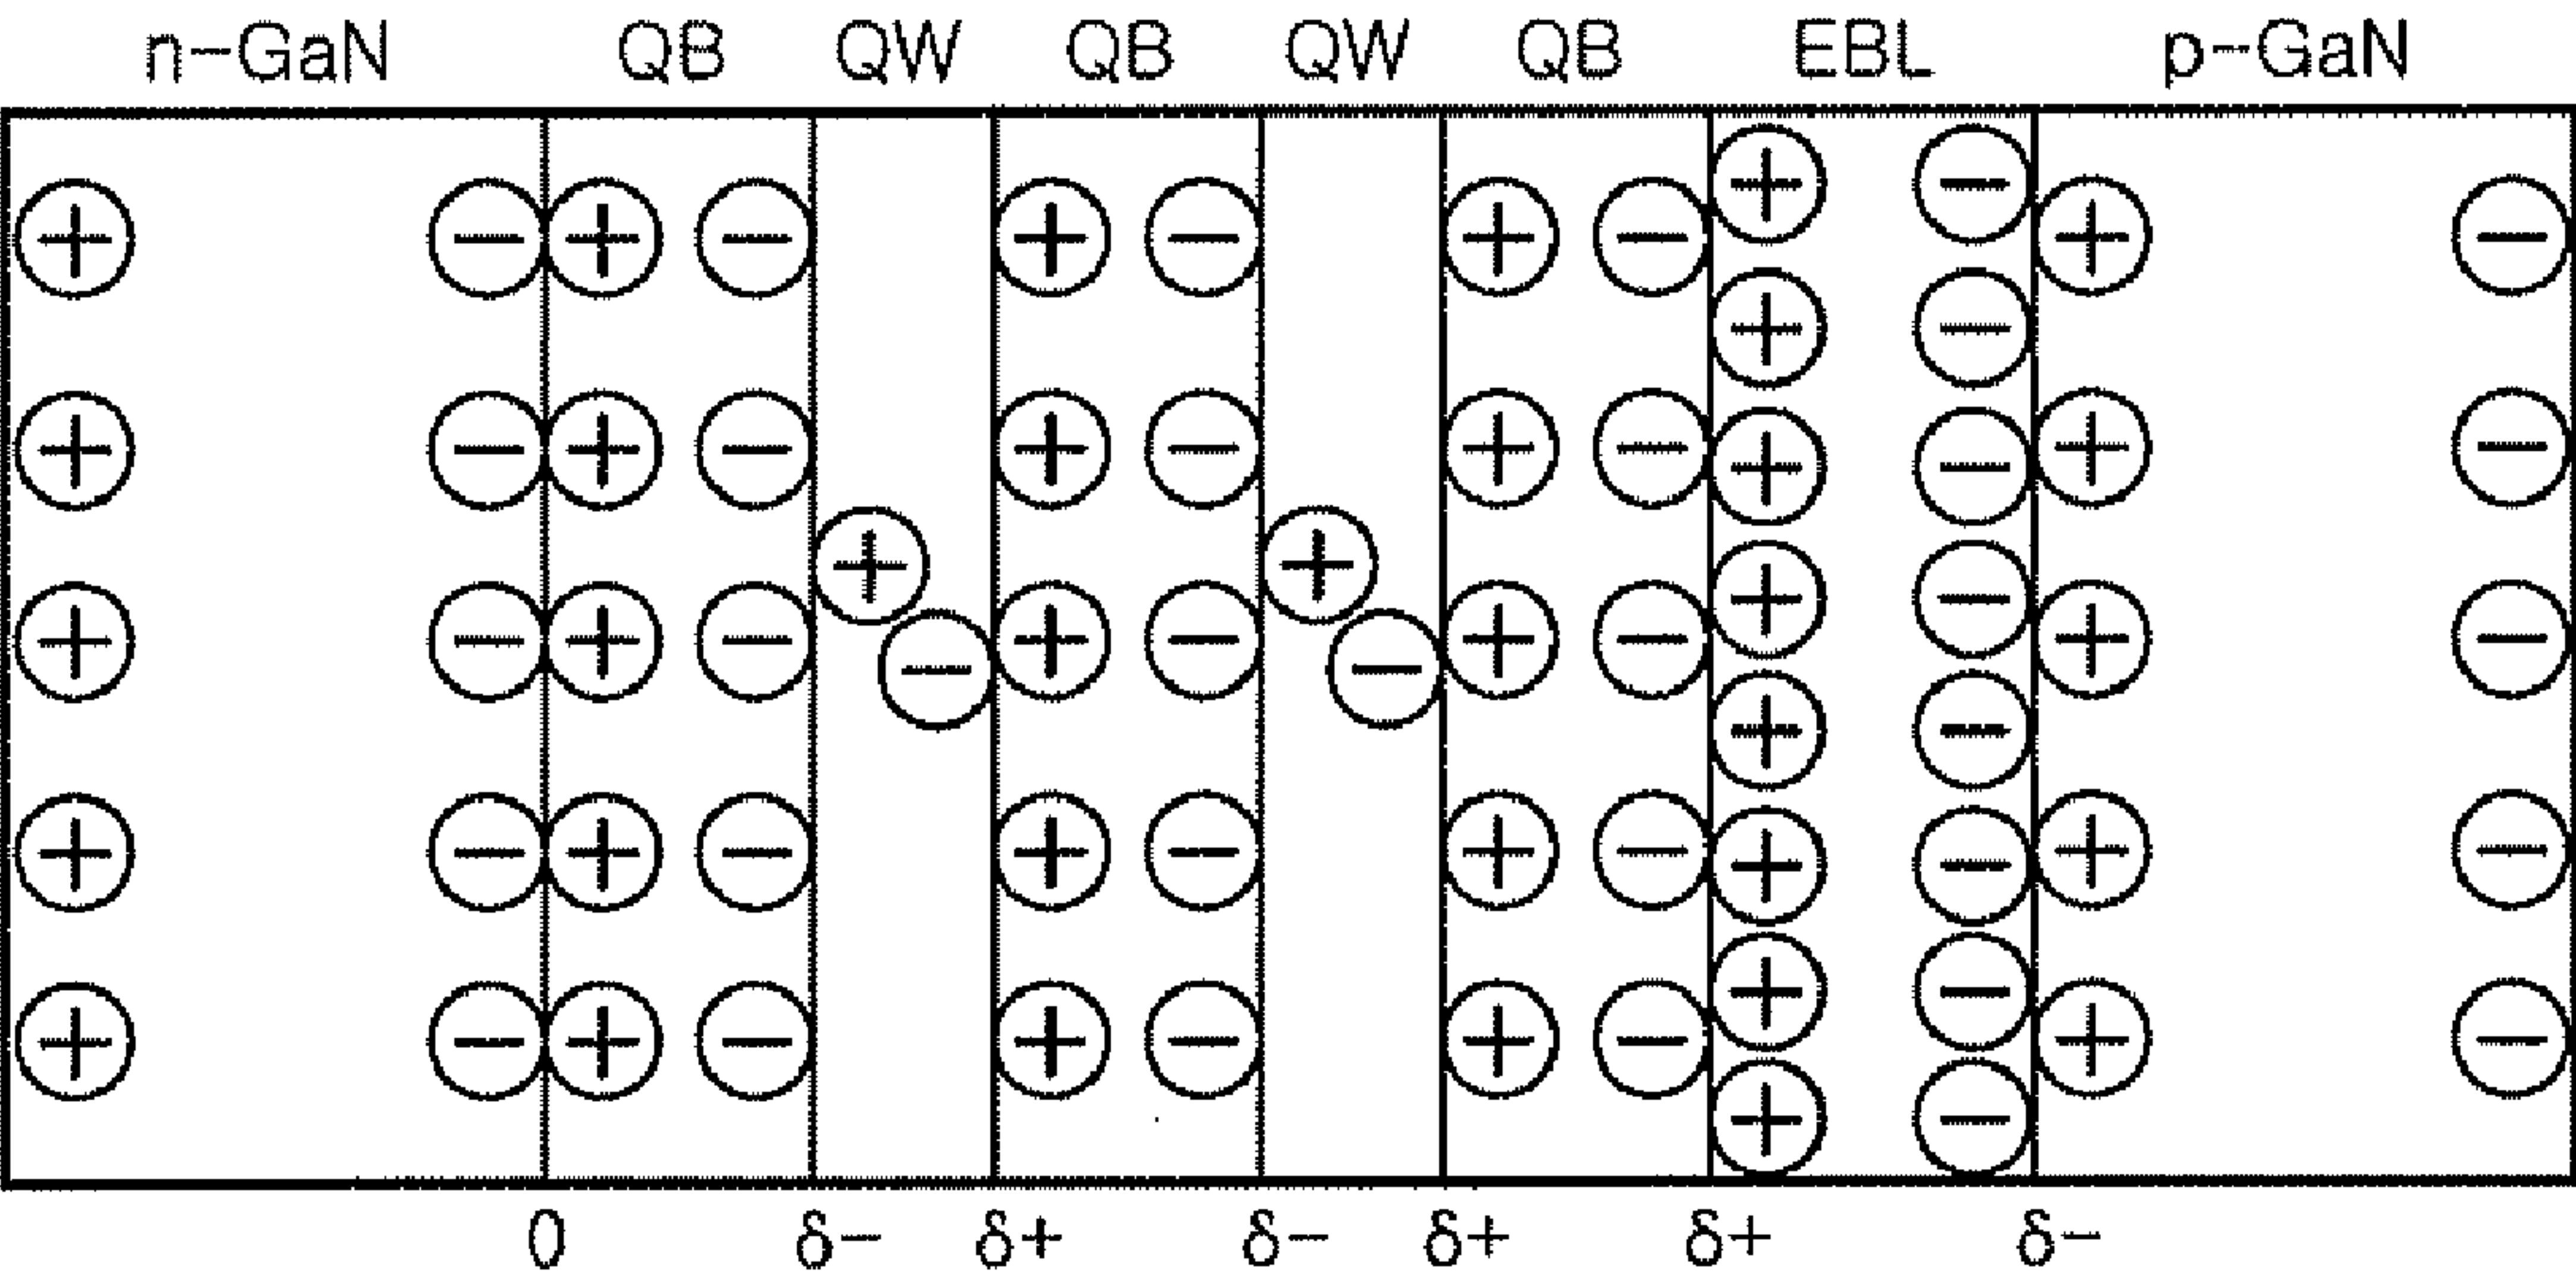 n-GaN QB QW QB QW QB EBL p-GaN
+ - + - + - + - + - + -
+ -
+ - + - + - + - + - + -
+ -
+ -
+ - + -
+ - + - + - + - + -
- -
+ -
+ - + - + - + - + - + -
+ -
+ - + - + - + - + -
+ -
0 δ- δ+ δ- δ+ δ+ δ-